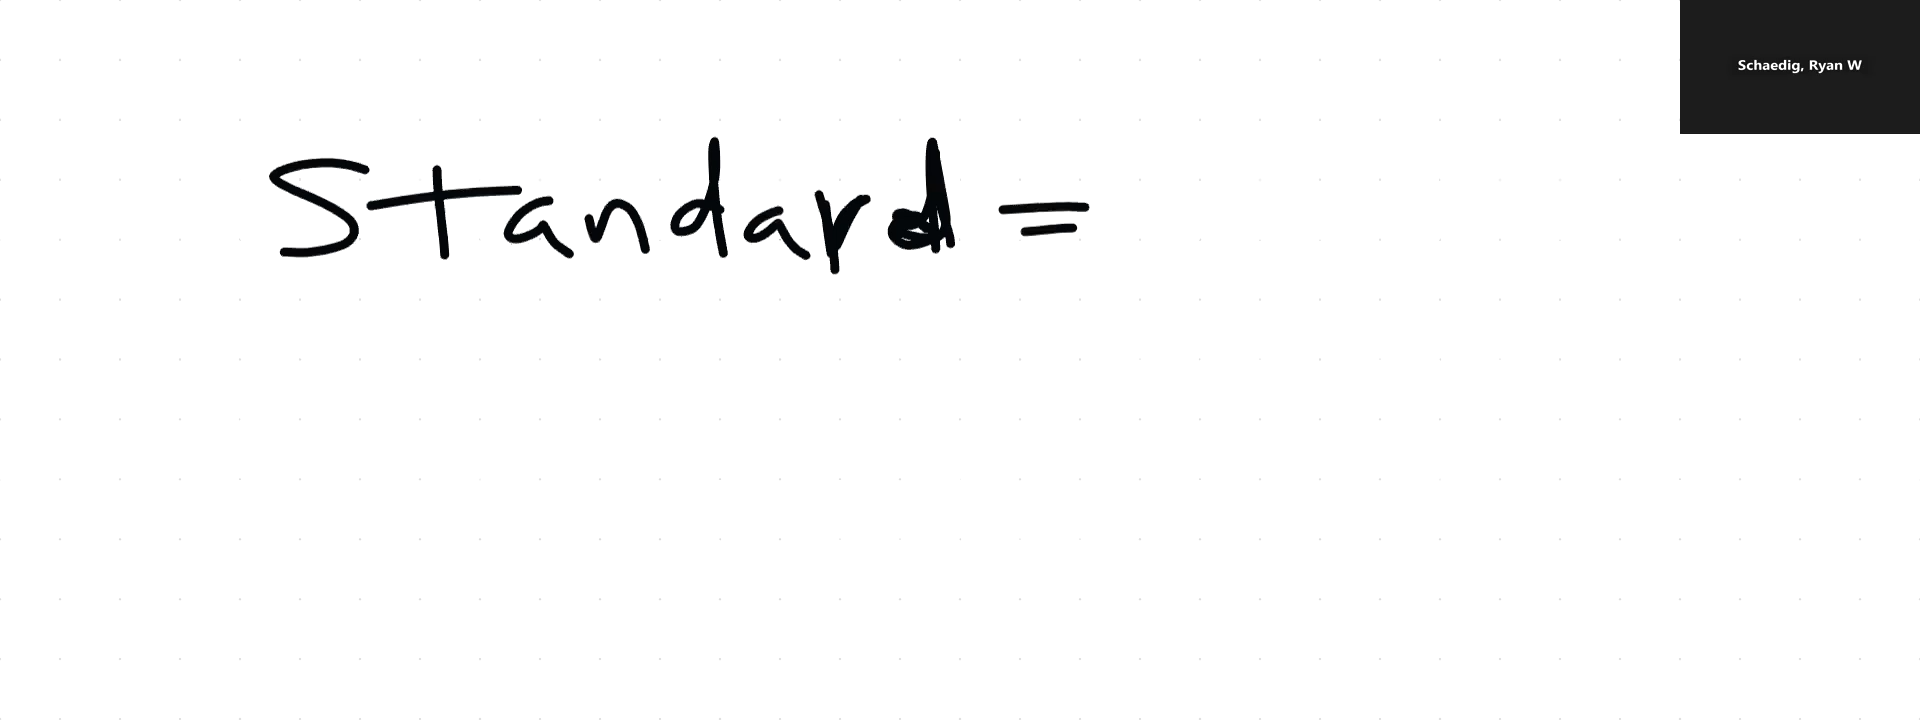 Schaedig, Ryan W
Standard =